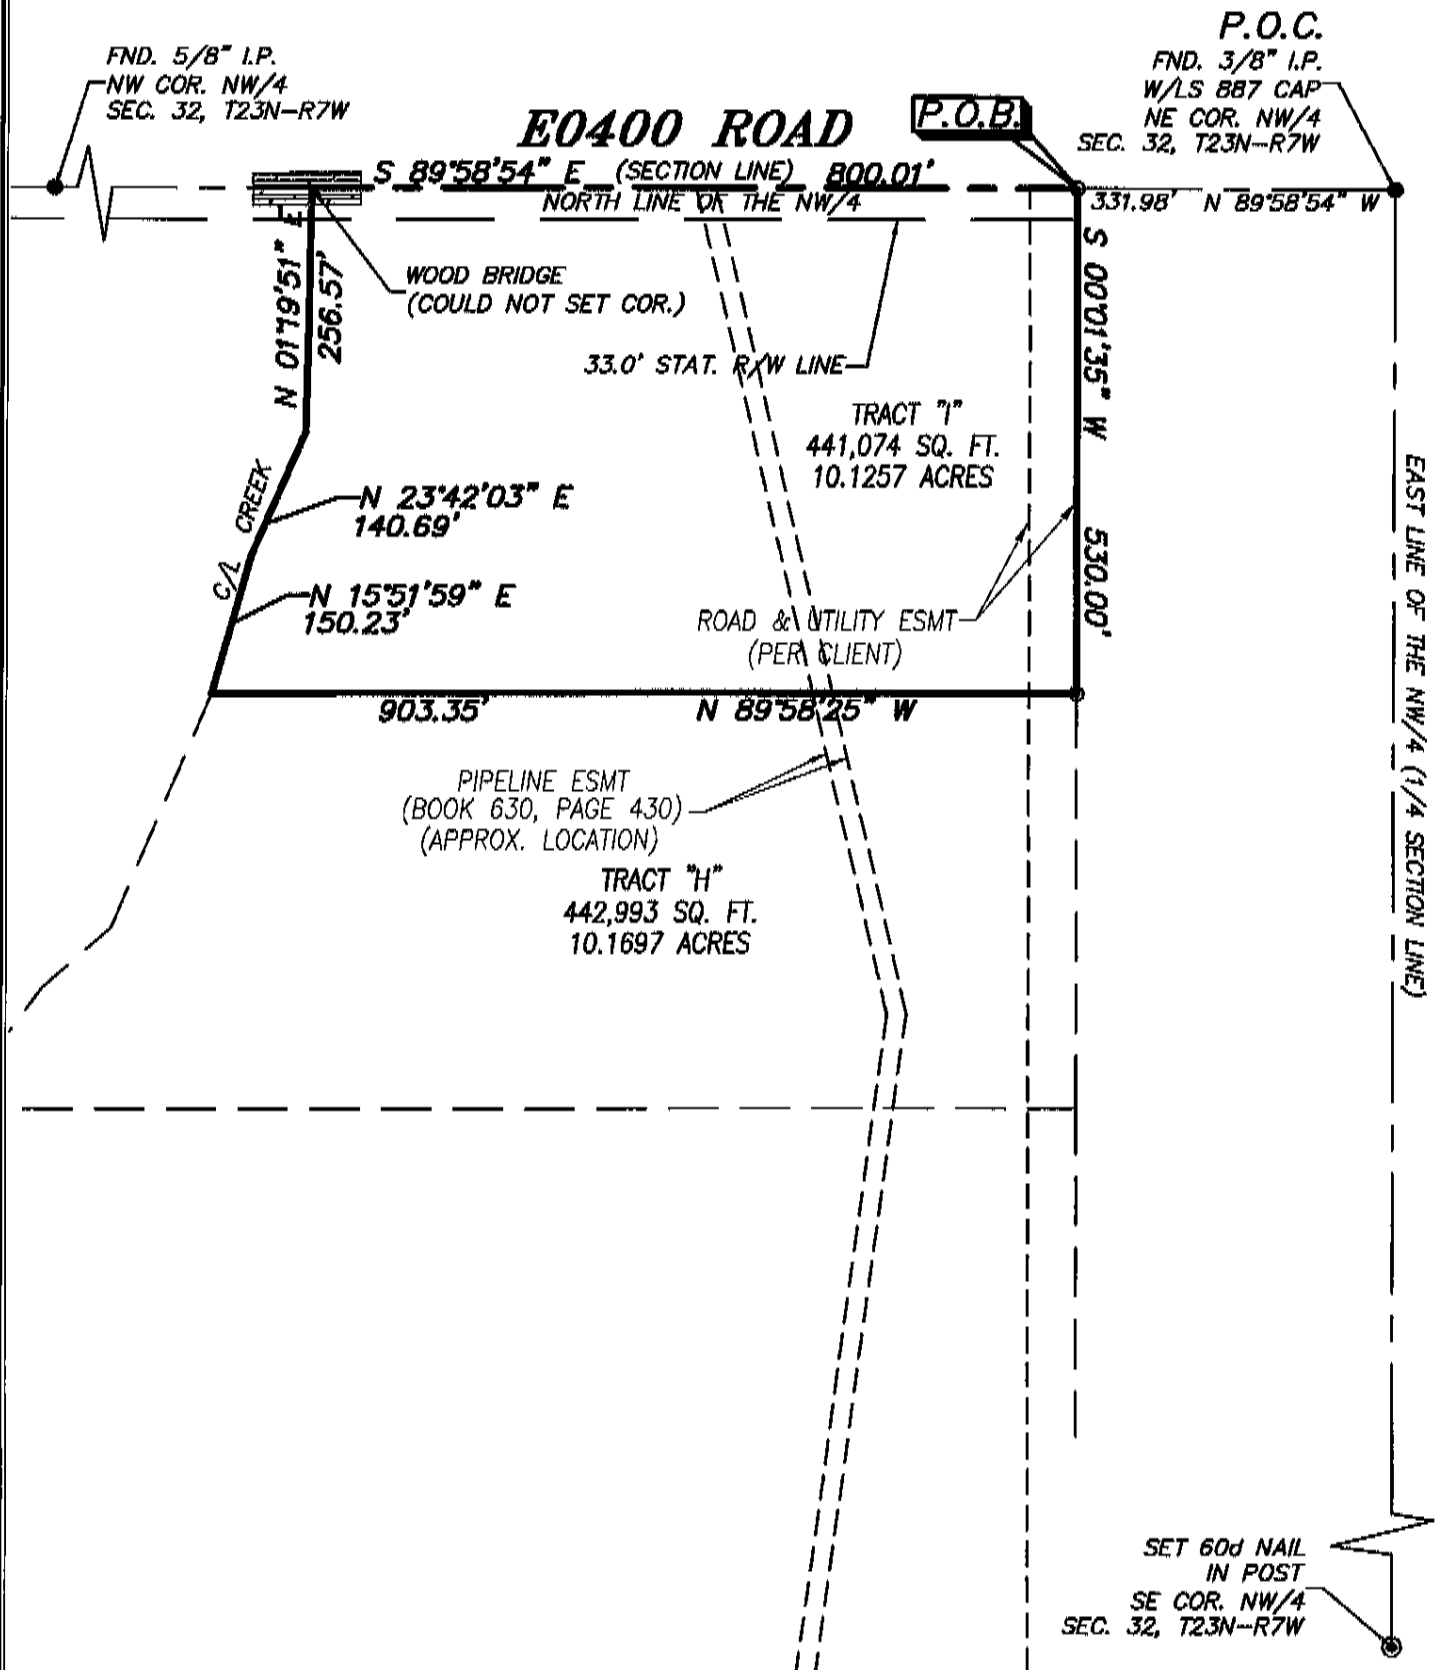 P.O.C.
FND. 3/8" I.P.
W/LS 887 CAP
NE COR. NW/4
SEC. 32, T23N-R7W
FND. 5/8" I.P.
NW COR. NW/4
SEC. 32, T23N-R7W
E0400 ROAD
P.O.B.
S 89°58'54" E (SECTION LINE) 800.01'
NORTH LINE OF THE NW/4
331.98' N 89°58'54" W
N 01°19'51" E
256.57'
WOOD BRIDGE
(COULD NOT SET COR.)
33.0' STAT. R/W LINE
S 00°01'35" W 530.00'
TRACT "I"
441,074 SQ. FT.
10.1257 ACRES
EAST LINE OF THE NW/4 (1/4 SECTION LINE)
C/L CREEK
N 23°42'03" E
140.69'
N 15°51'59" E
150.23'
ROAD & UTILITY ESMT
(PER CLIENT)
903.35' N 89°58'25" W
PIPELINE ESMT
(BOOK 630, PAGE 430)
(APPROX. LOCATION)
TRACT "H"
442,993 SQ. FT.
10.1697 ACRES
SET 60d NAIL
IN POST
SE COR. NW/4
SEC. 32, T23N-R7W